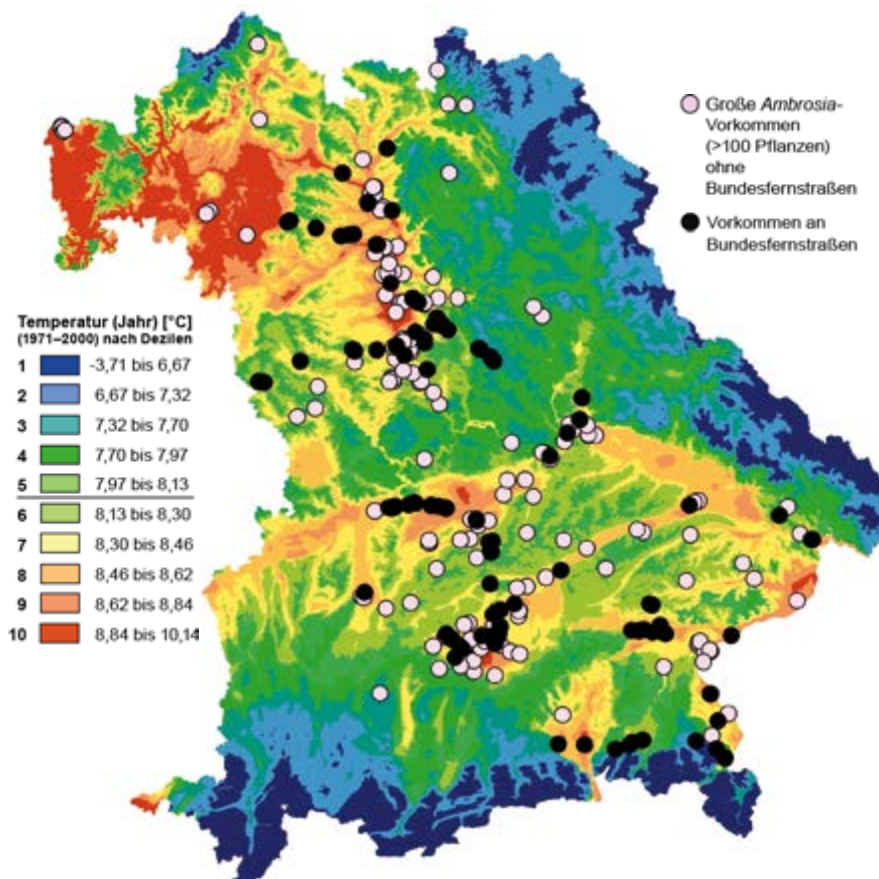 Große Ambrosia-
Vorkommen
(>100 Pflanzen)
ohne
Bundesfernstraßen
Vorkommen an
Bundesfernstraßen
Temperatur (Jahr) [°C]
(1971–2000) nach Dezilen
1 -3,71 bis 6,67
2 6,67 bis 7,32
3 7,32 bis 7,70
4 7,70 bis 7,97
5 7,97 bis 8,13
6 8,13 bis 8,30
7 8,30 bis 8,46
8 8,46 bis 8,62
9 8,62 bis 8,84
10 8,84 bis 10,14